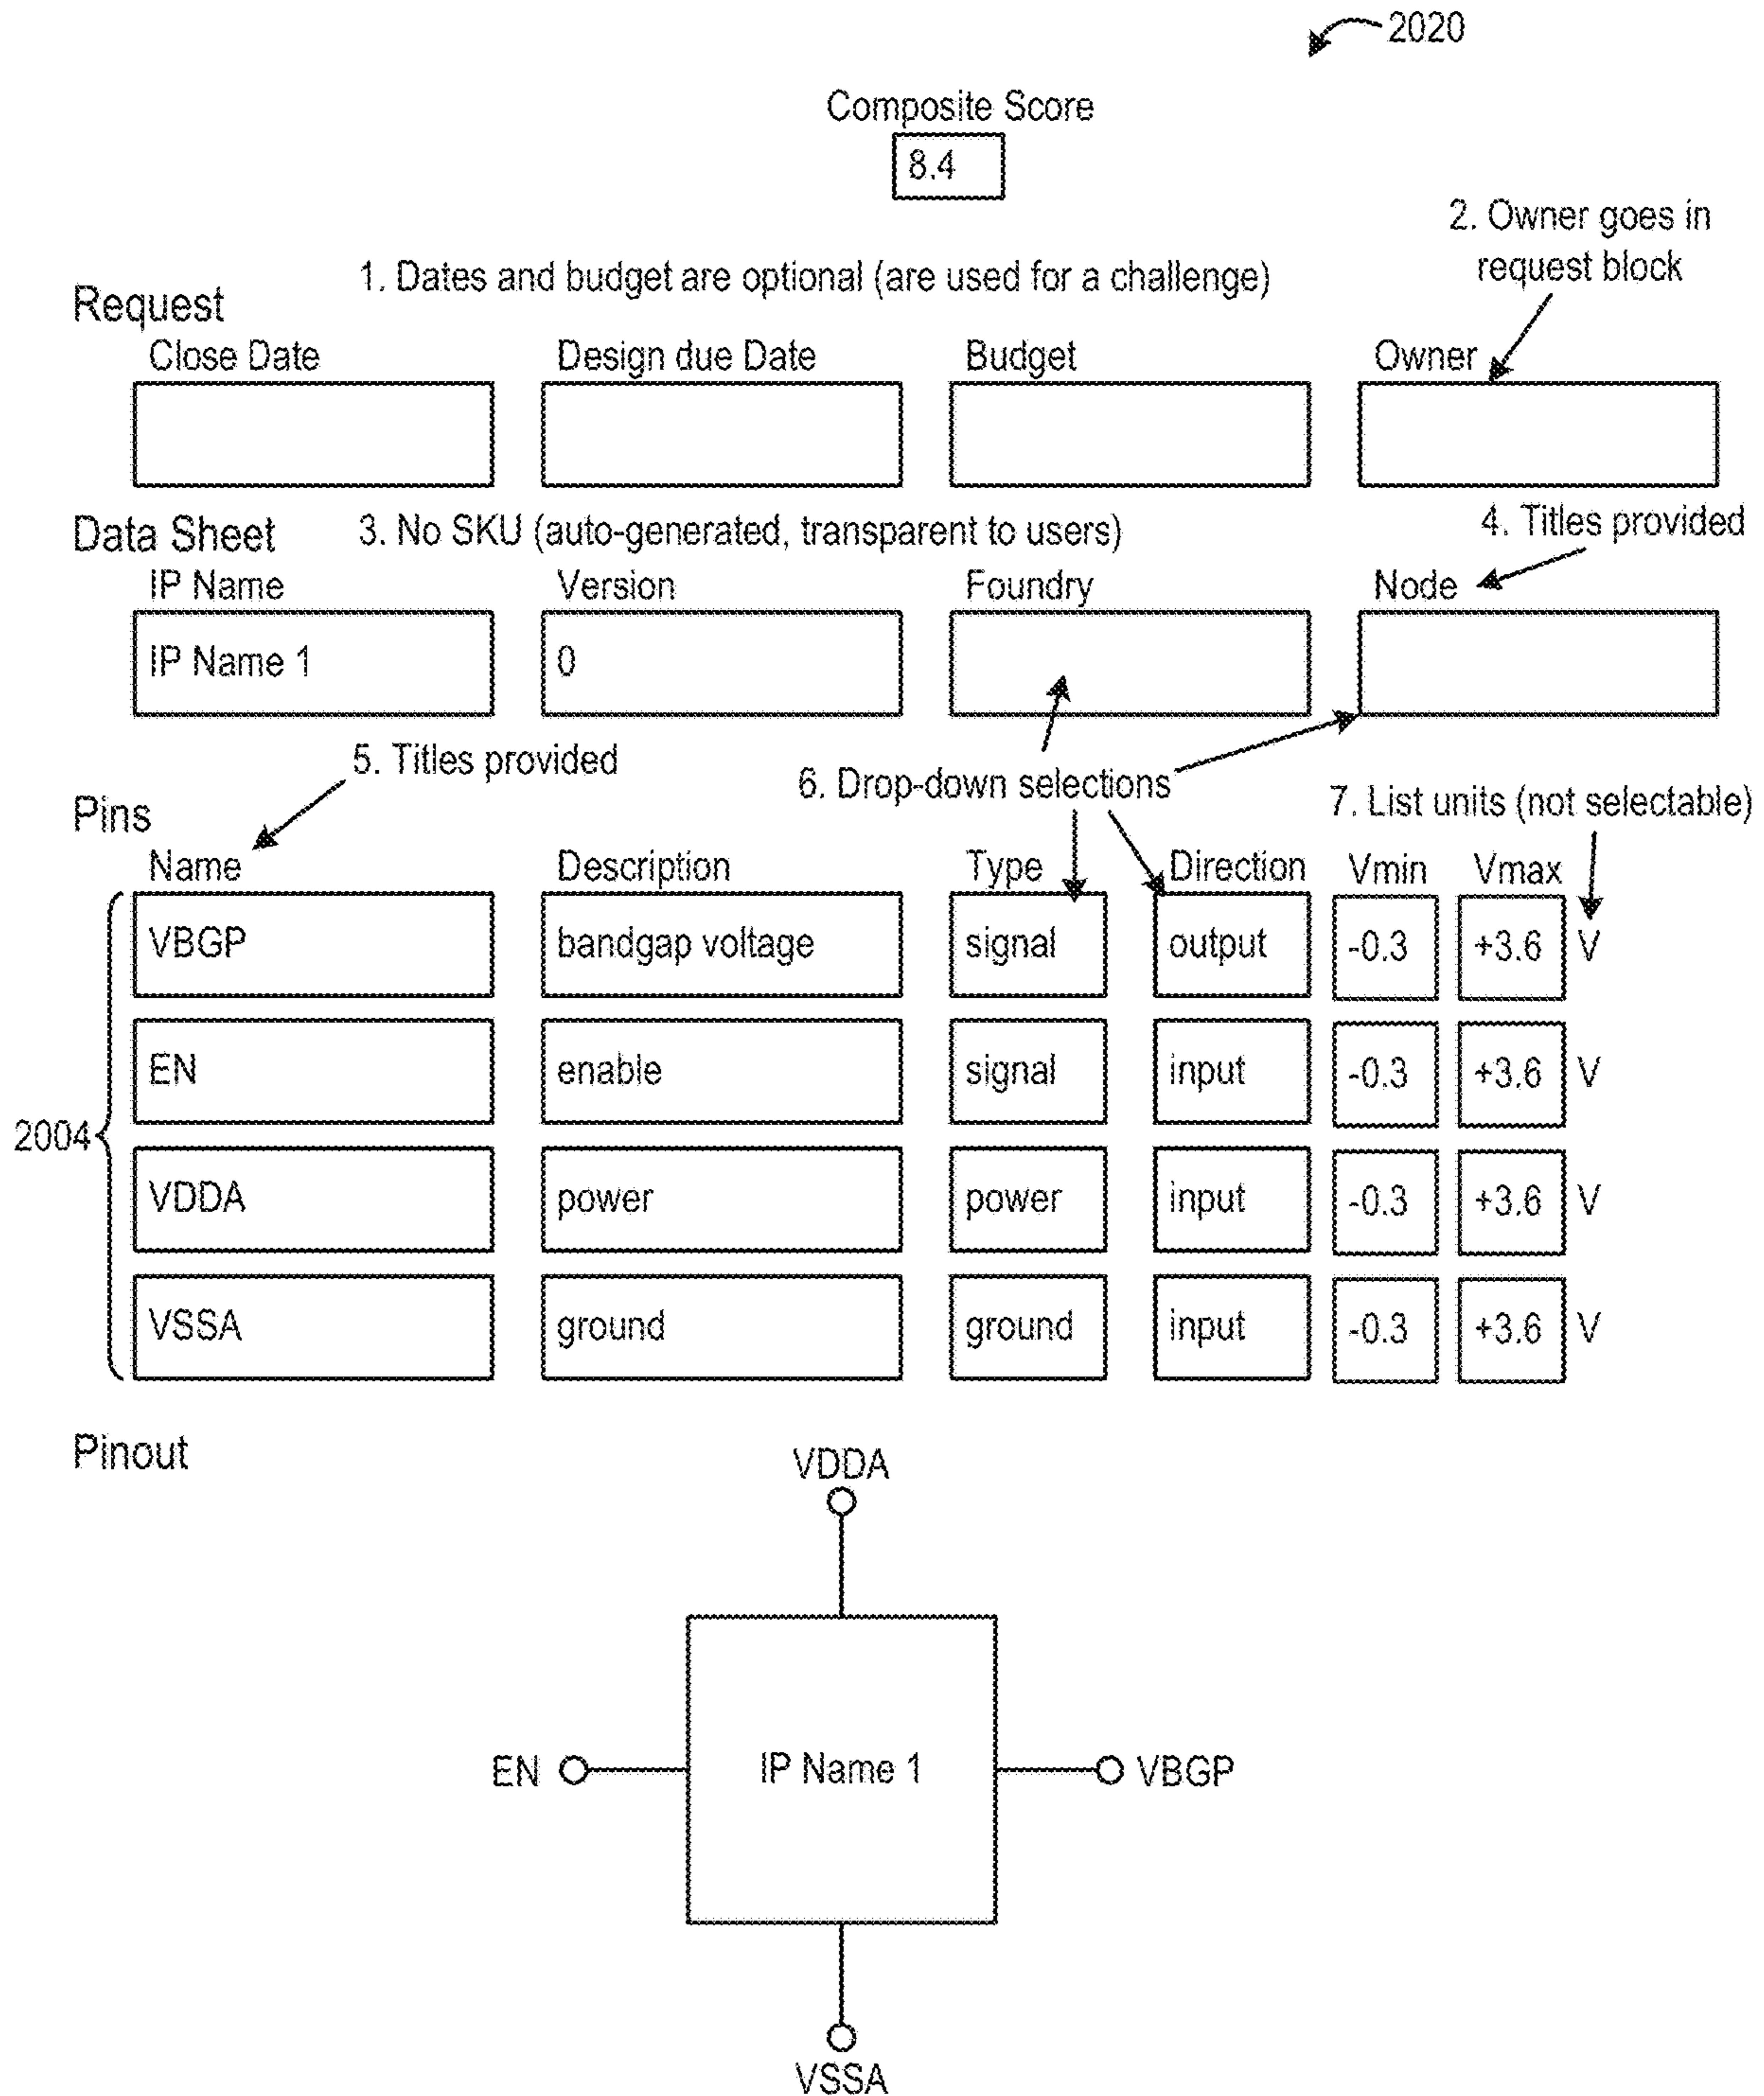 2020
Composite Score
8.4
2. Owner goes in
request block
1. Dates and budget are optional (are used for a challenge)
Request
Close Date Design due Date Budget Owner
Data Sheet 3. No SKU (auto-generated, transparent to users) 4. Titles provided
IP Name Version Foundry Node
IP Name 1 0
5. Titles provided 6. Drop-down selections 7. List units (not selectable)
Pins
Name Description Type Direction Vmin Vmax
VBGP bandgap voltage signal output -0.3 +3.6 V
EN enable signal input -0.3 +3.6 V
2004
VDDA power power input -0.3 +3.6 V
VSSA ground ground input -0.3 +3.6 V
Pinout
VDDA
EN IP Name 1 VBGP
VSSA